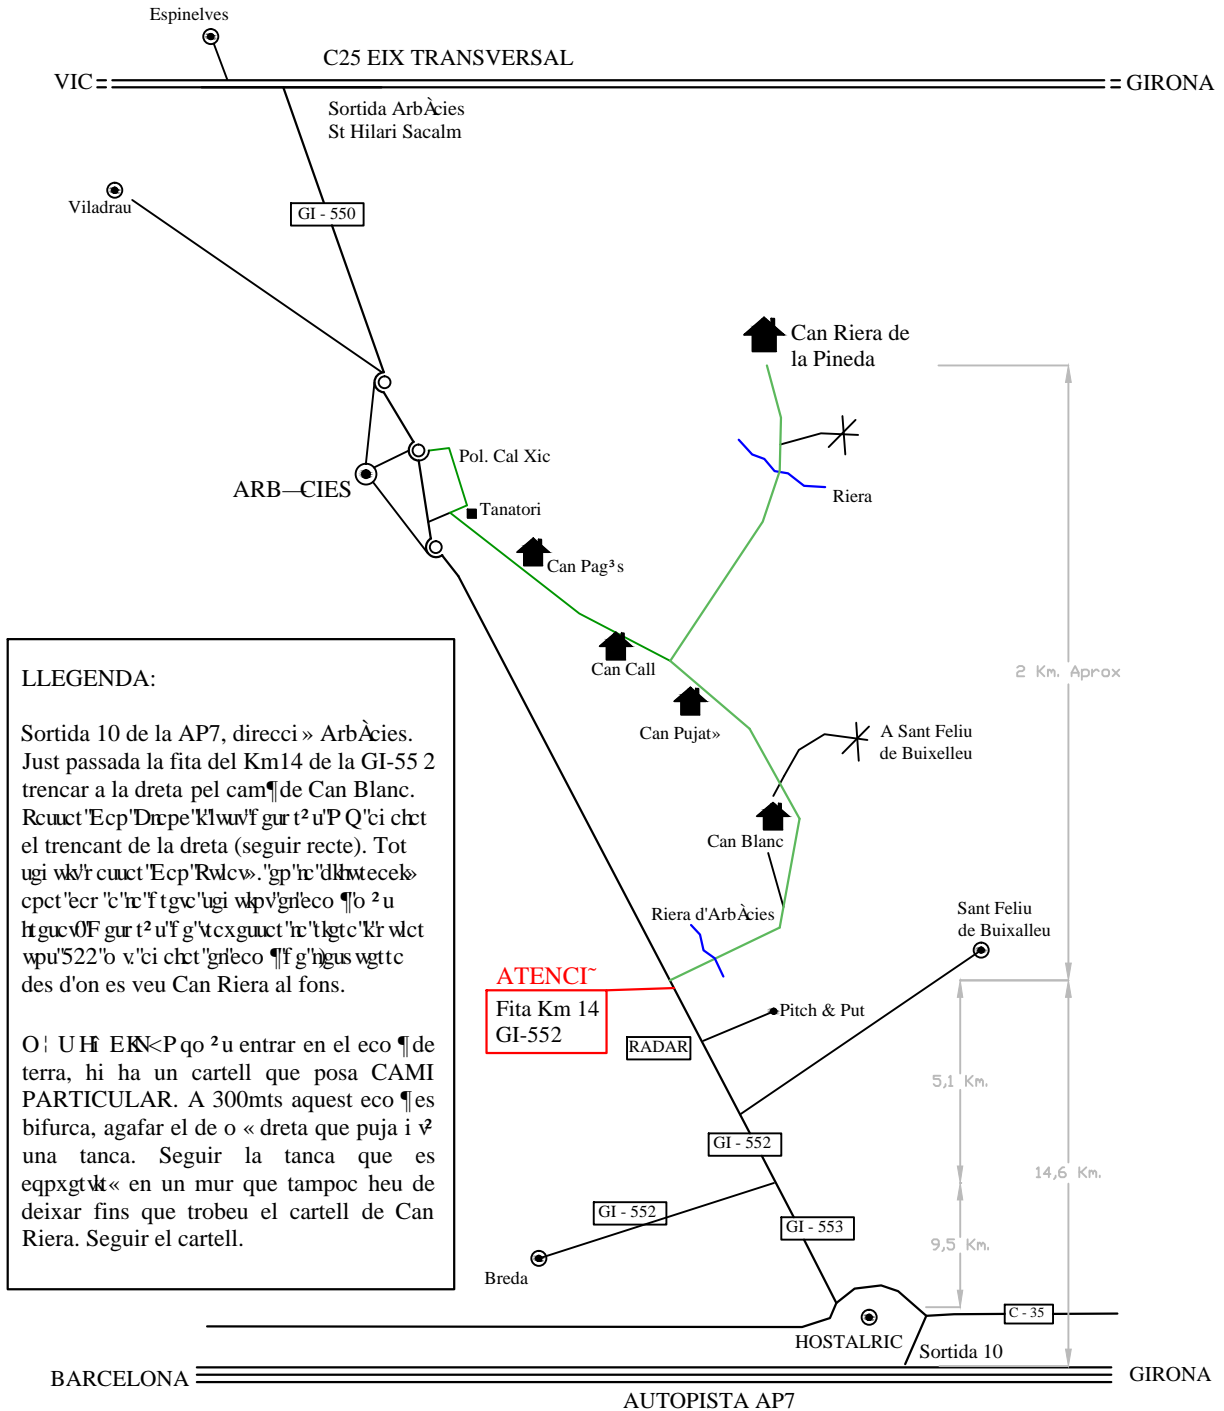 Espinelves
C25 EIX TRANSVERSAL
VIC
GIRONA
Sortida ArbÀcies
St Hilari Sacalm
Viladrau
GI - 550
Can Riera de
la Pineda
Pol. Cal Xic
ARB—CIES
Riera
Tanatori
Can Pag³s
Can Call
2 Km. Aprox
Can Pujat»
A Sant Feliu
de Buixelleu
Can Blanc
LLEGENDA:
Sortida 10 de la AP7, direcci» ArbÀcies.
Just passada la fita del Km14 de la GI-55 2
trencar a la dreta pel cam¶ de Can Blanc.
el trencant de la dreta (seguir recte). Tot
des d'on es veu Can Riera al fons.
entrar en el eco ¶ de
terra, hi ha un cartell que posa CAMI
PARTICULAR. A 300mts aquest eco ¶ es
bifurca, agafar el de o « dreta que puja i v²
una tanca. Seguir la tanca que es
en un mur que tampoc heu de
deixar fins que trobeu el cartell de Can
Riera. Seguir el cartell.
Riera d'ArbÀcies
Sant Feliu
de Buixalleu
ATENCI~
Fita Km 14
GI-552
Pitch & Put
RADAR
5,1 Km.
GI - 552
14,6 Km.
GI - 552
GI - 553
9,5 Km.
Breda
C - 35
HOSTALRIC
Sortida 10
BARCELONA
GIRONA
AUTOPISTA AP7